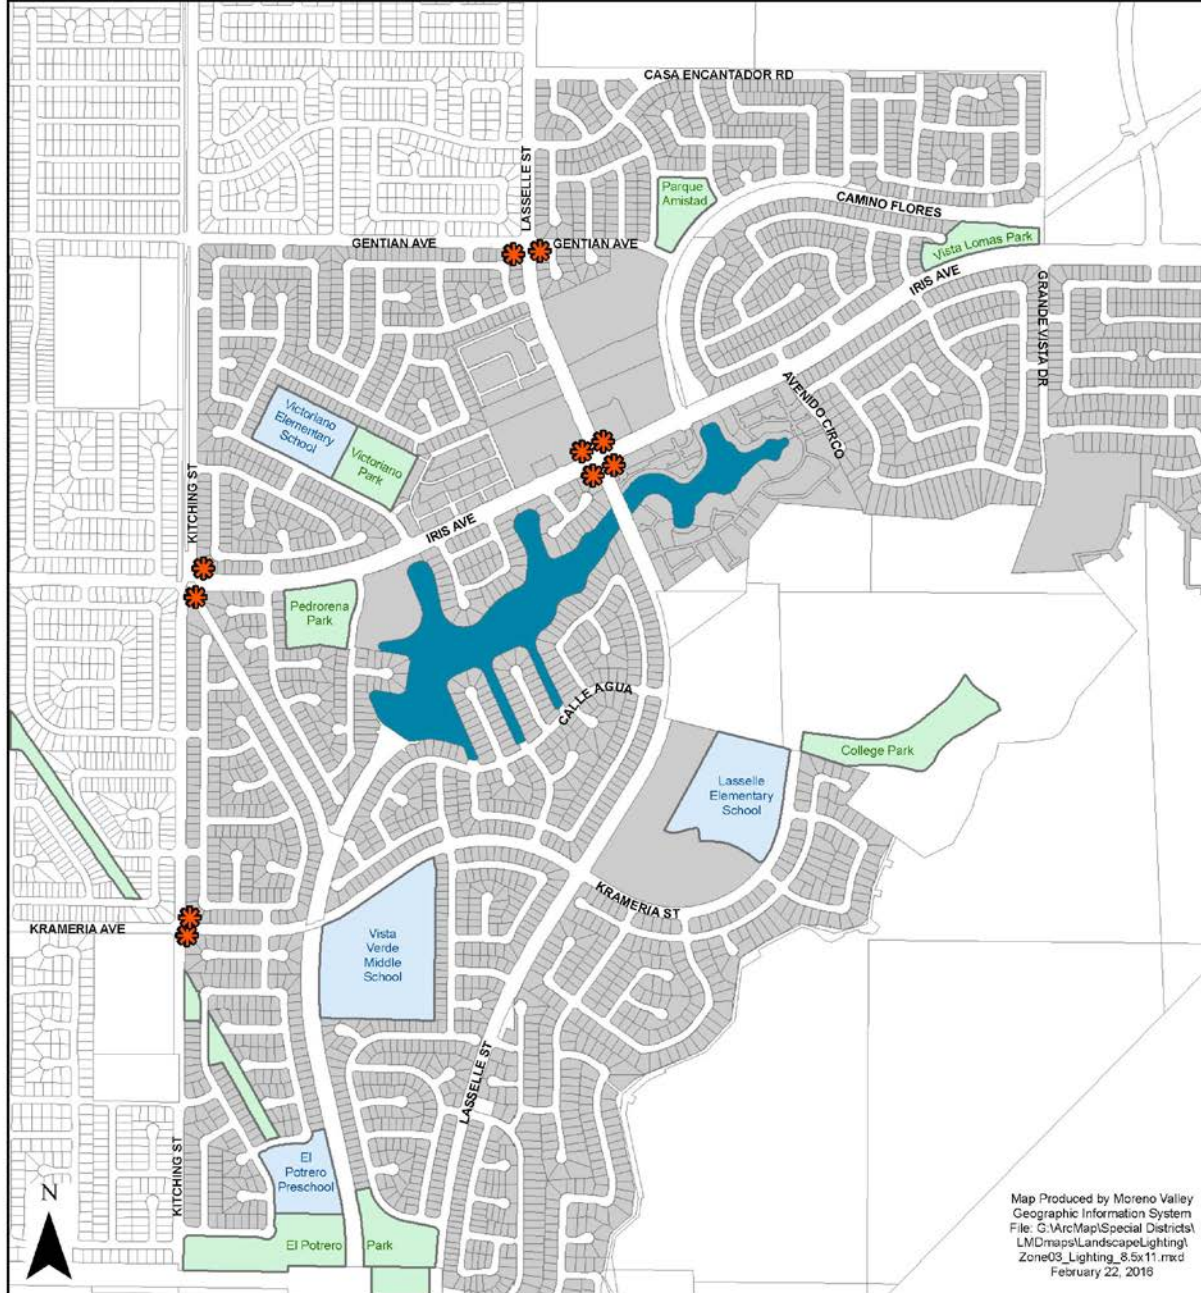 CASA ENCANTADOR RD
LASSELLE ST
Parque
Amistad
CAMINO FLORES
GENTIAN AVE
GENTIAN AVE
Vista Lomas Park
IRIS AVE
GRANDE VISTA DR
AVENIDO CIRCO
Victoriano
Elementary
School
Victoriano
Park
KITCHING ST
IRIS AVE
Pedrorena
Park
CALLE AGUA
College Park
Lasselle
Elementary
School
KRAMERIA ST
KRAMERIA AVE
Vista
Verde
Middle
School
LASSELLE ST
KITCHING ST
El
Potrero
Preschool
N
El Potrero Park
Map Produced by Moreno Valley
Geographic Information System
File: G:\ArcMap\Special Districts\
LMDmaps\LandscapeLighting\
Zone03_Lighting_8.5x11.mxd
February 22, 2016